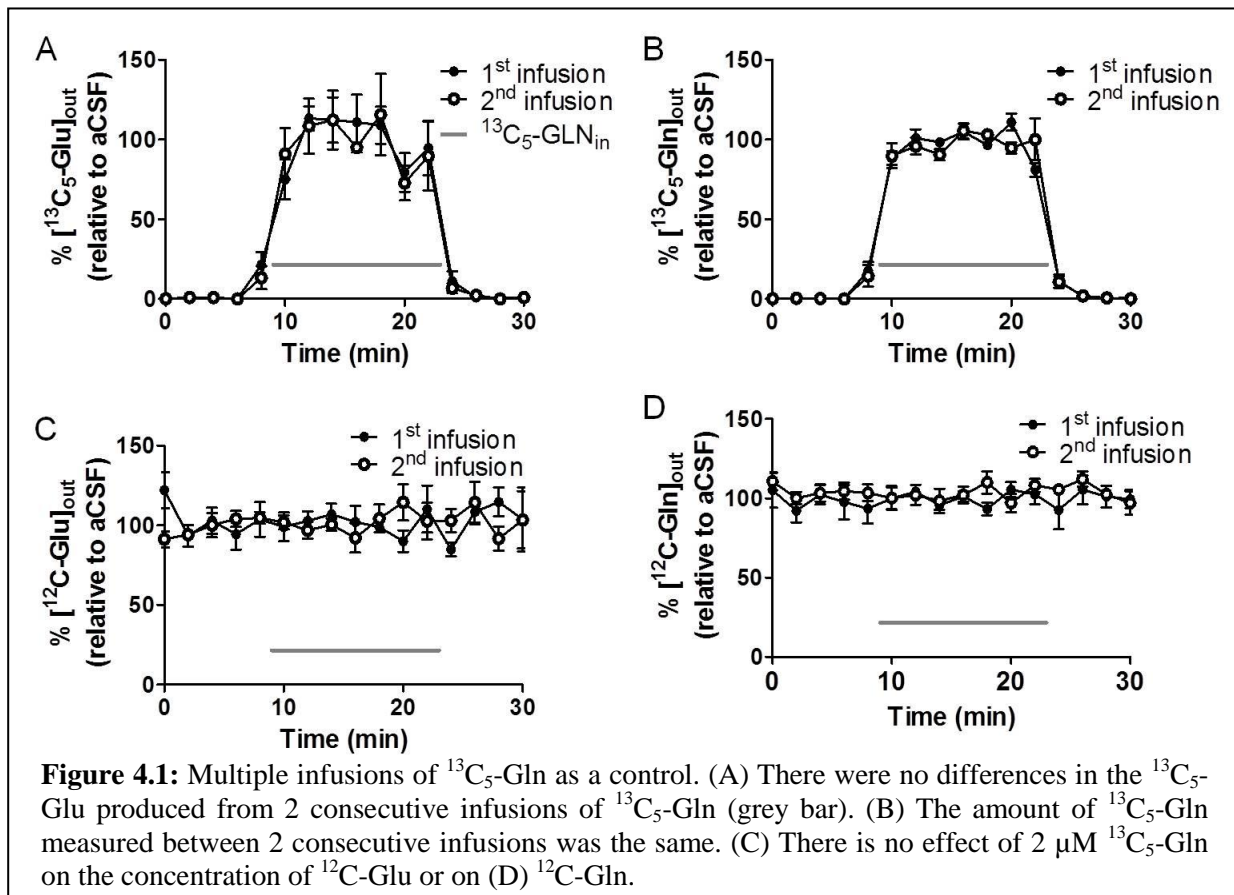 A
% [¹³C₅-Glu]out
(relative to aCSF)
150
100
50
0
0 10 20 30
Time (min)
1st infusion
2nd infusion
¹³C₅-GLNin
B
% [¹³C₅-Gln]out
(relative to aCSF)
150
100
50
0
0 10 20 30
Time (min)
1st infusion
2nd infusion
C
% [¹²C-Glu]out
(relative to aCSF)
150
100
50
0
0 10 20 30
Time (min)
1st infusion
2nd infusion
D
% [¹²C-Gln]out
(relative to aCSF)
150
100
50
0
0 10 20 30
Time (min)
1st infusion
2nd infusion
Figure 4.1: Multiple infusions of ¹³C₅-Gln as a control. (A) There were no differences in the ¹³C₅-
Glu produced from 2 consecutive infusions of ¹³C₅-Gln (grey bar). (B) The amount of ¹³C₅-Gln
measured between 2 consecutive infusions was the same. (C) There is no effect of 2 µM ¹³C₅-Gln
on the concentration of ¹²C-Glu or on (D) ¹²C-Gln.